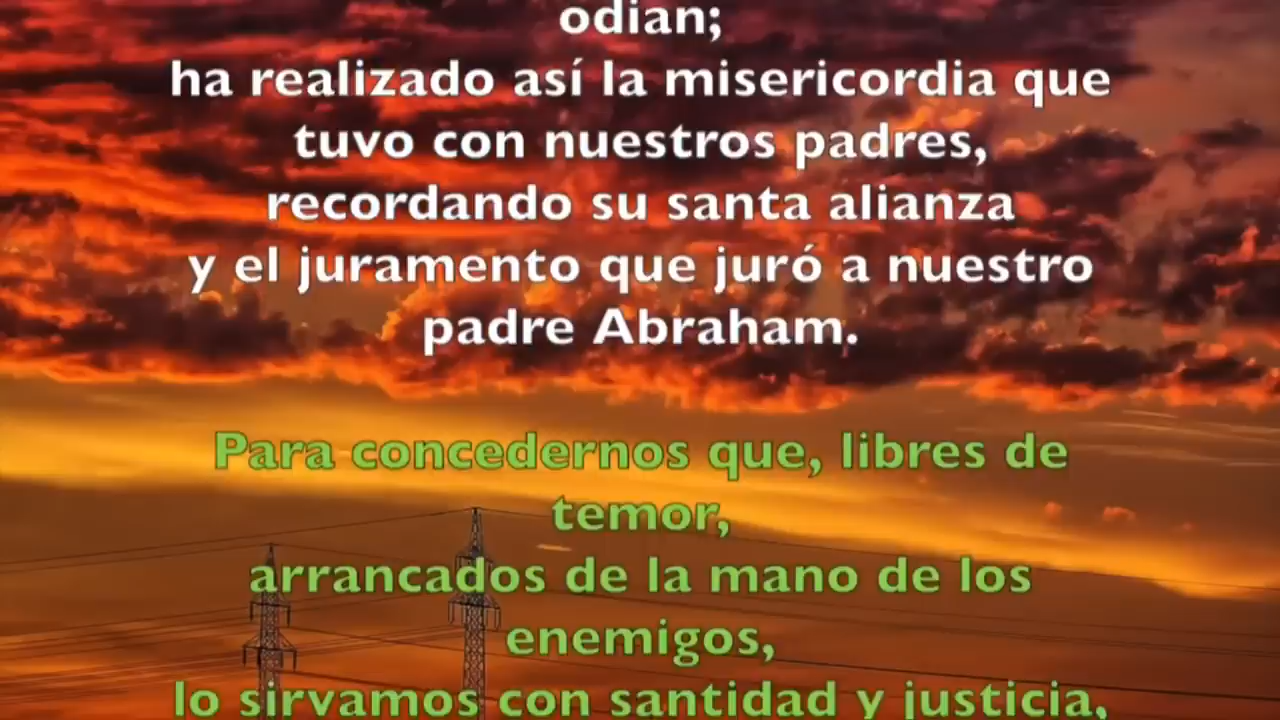 odian;
ha realizado así la misericordia que
tuvo con nuestros padres,
recordando su santa alianza
y el juramento que juró a nuestro
padre Abraham.
Para concedernos que, libres de
temor,
arrancados de la mano de los
enemigos,
lo sirvamos con santidad y justicia,